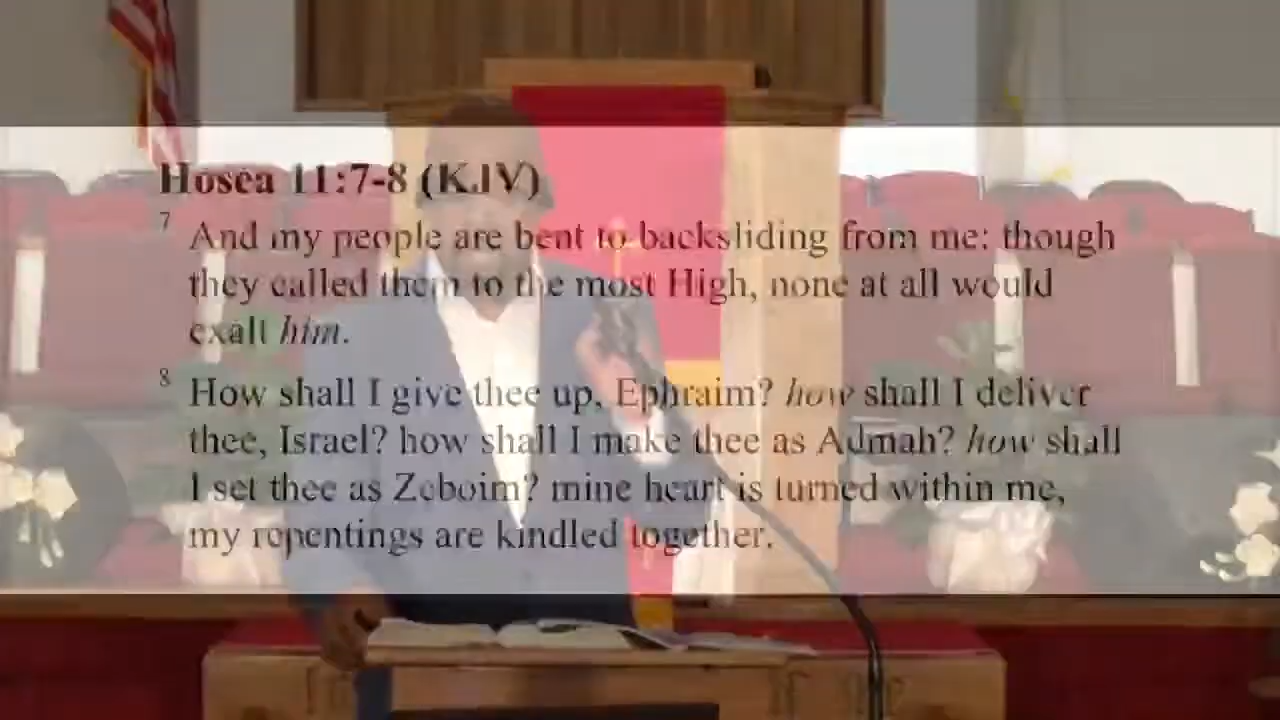 Hosea 11:7-8 (KJV)
7 And my people are bent to backsliding from me: though
they called them to the most High, none at all would
exalt him.
8 How shall I give thee up, Ephraim? how shall I deliver
thee, Israel? how shall I make thee as Admah? how shall
I set thee as Zeboim? mine heart is turned within me,
my repentings are kindled together.